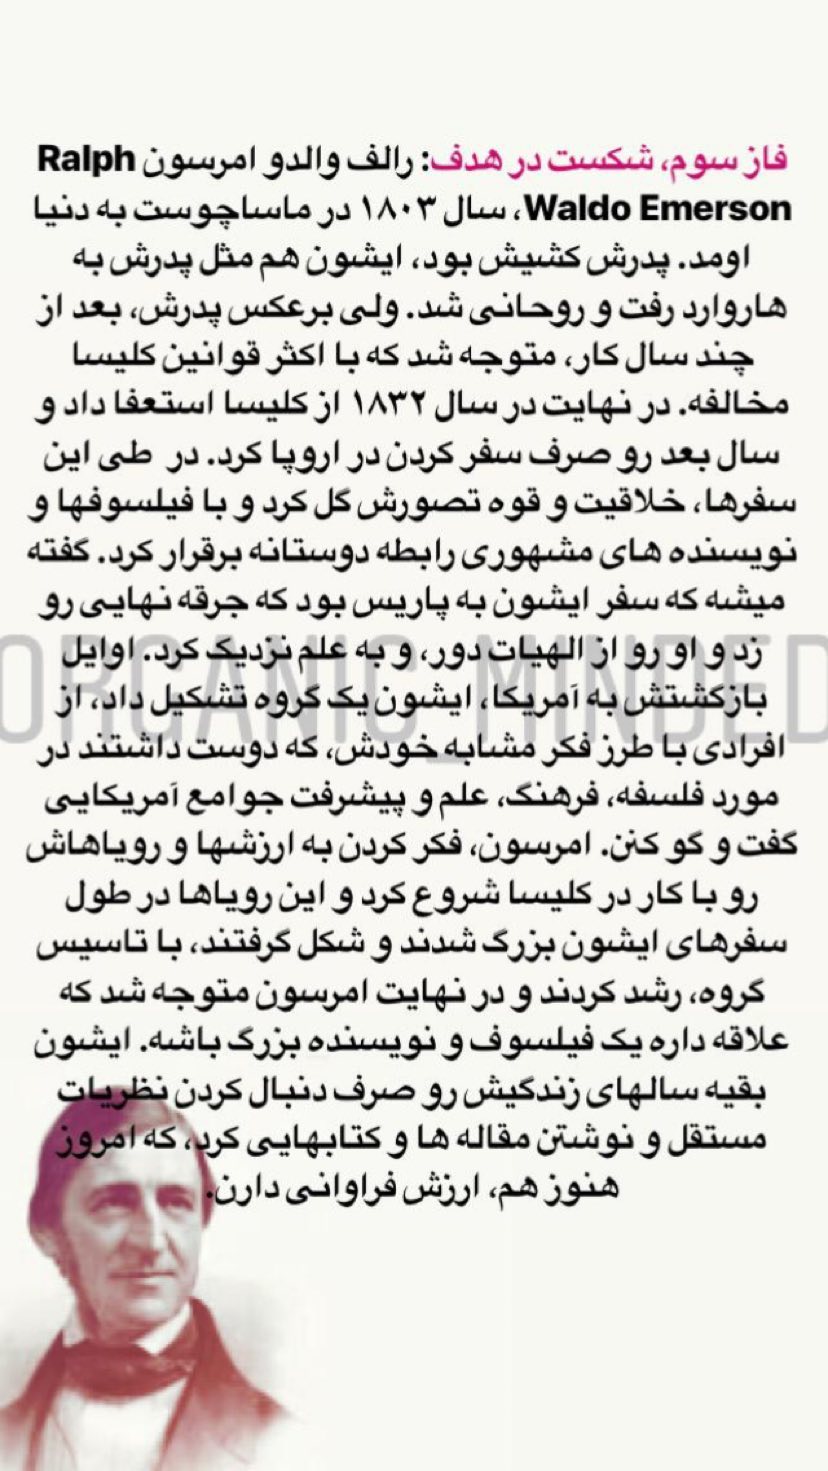 فاز سوم، شکست در هدف: رالف والدو امرسون Ralph
Waldo Emerson، سال ۱۸۰۳ در ماساچوست به دنیا
اومد. پدرش کشیش بود، ایشون هم مثل پدرش به
هاروارد رفت و روحانی شد. ولی برعکس پدرش، بعد از
چند سال کار، متوجه شد که با اکثر قوانین کلیسا
مخالفه. در نهایت در سال ۱۸۳۲ از کلیسا استعفا داد و
سال بعد رو صرف سفر کردن در اروپا کرد. در طی این
سفرها، خلاقیت و قوه تصورش گل کرد و با فیلسوفها و
نویسنده های مشهوری رابطه دوستانه برقرار کرد. گفته
میشه که سفر ایشون به پاریس بود که جرقه نهایی رو
زد و او رو از الهیات دور، و به علم نزدیک کرد. اوایل
ORGANIC_MINDED
بازگشتش به آمریکا، ایشون یک گروه تشکیل داد، از
افرادی با طرز فکر مشابه خودش، که دوست داشتند در
مورد فلسفه، فرهنگ، علم و پیشرفت جوامع آمریکایی
گفت و گو کنن. امرسون، فکر کردن به ارزشها و رویاهاش
رو با کار در کلیسا شروع کرد و این رویاها در طول
سفرهای ایشون بزرگ شدند و شکل گرفتند، با تاسیس
گروه، رشد کردند و در نهایت امرسون متوجه شد که
علاقه داره یک فیلسوف و نویسنده بزرگ باشه. ایشون
بقیه سالهای زندگیش رو صرف دنبال کردن نظریات
مستقل و نوشتن مقاله ها و کتابهایی کرد، که امروز
هنوز هم، ارزش فراوانی دارن.